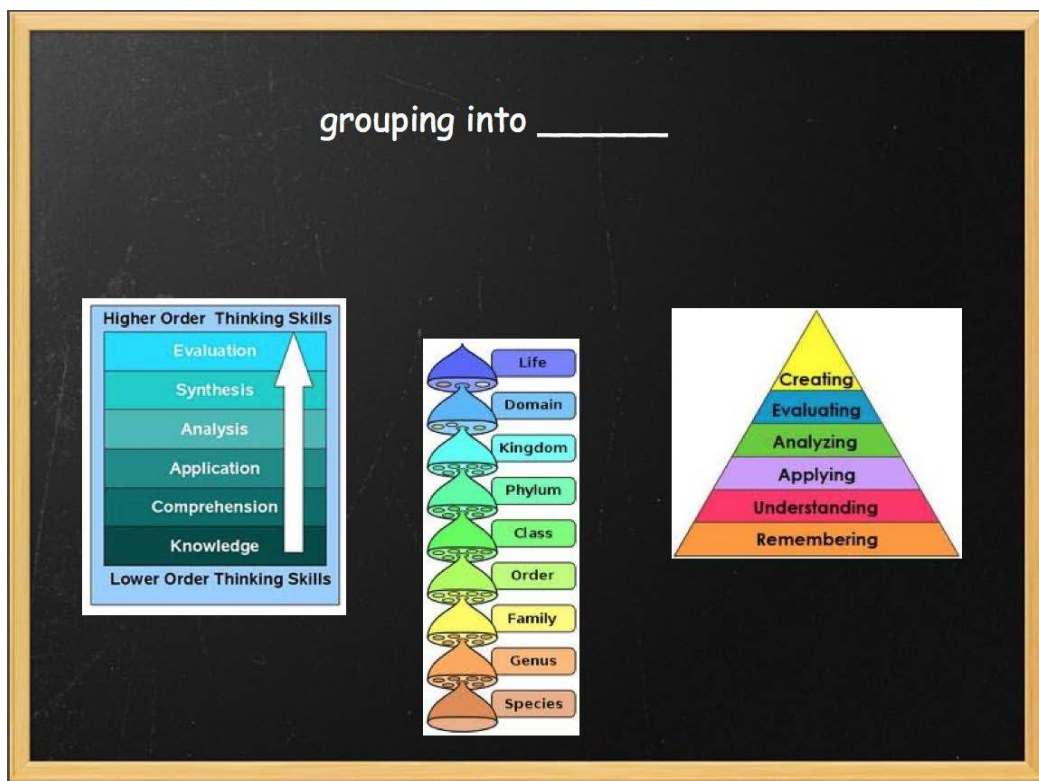 grouping into _______
Higher Order Thinking Skills
Evaluation
Synthesis
Analysis
Application
Comprehension
Knowledge
Lower Order Thinking Skills
Life
Domain
Kingdom
Phylum
Class
Order
Family
Genus
Species
Creating
Evaluating
Analyzing
Applying
Understanding
Remembering